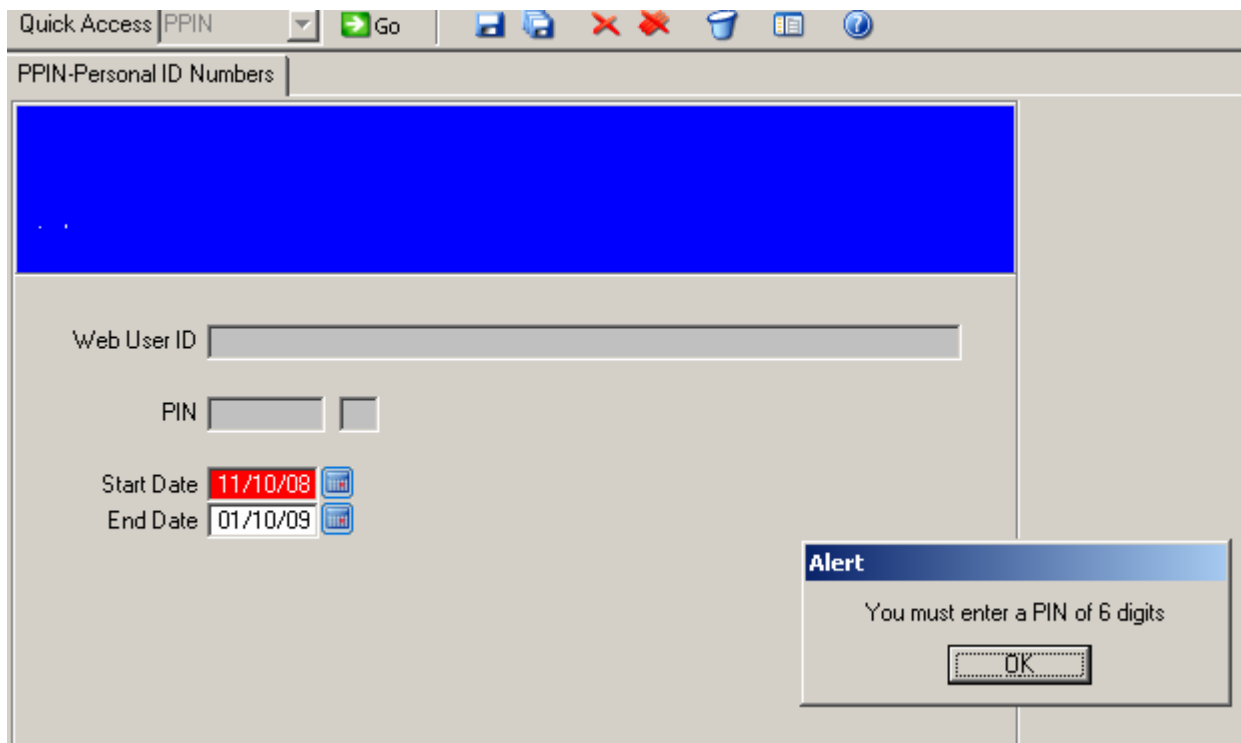 Quick Access PPIN Go
PPIN-Personal ID Numbers
Web User ID
PIN
Start Date 11/10/08
End Date 01/10/09
Alert
You must enter a PIN of 6 digits
OK